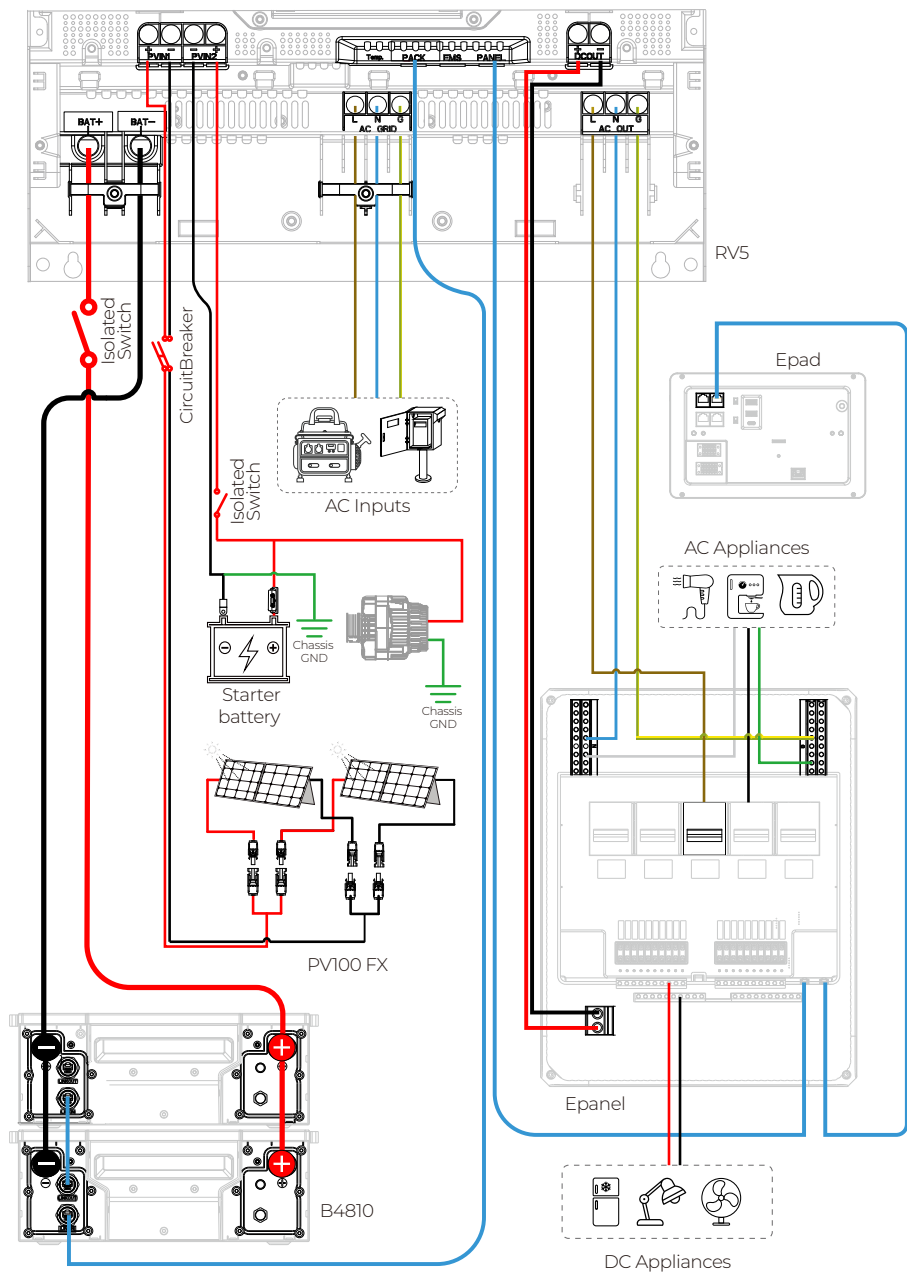 + - - +
PVIN1 PVIN2
Temp. PACK EMS PANEL
+ -
DCOUT
BAT+ BAT-
L N G
AC GRID
L N G
AC OUT
RV5
Isolated
Switch
CircuitBreaker
Epad
Isolated
Switch
AC Inputs
AC Appliances
Chassis
GND
Starter
battery
Chassis
GND
PV100 FX
Epanel
B4810
DC Appliances